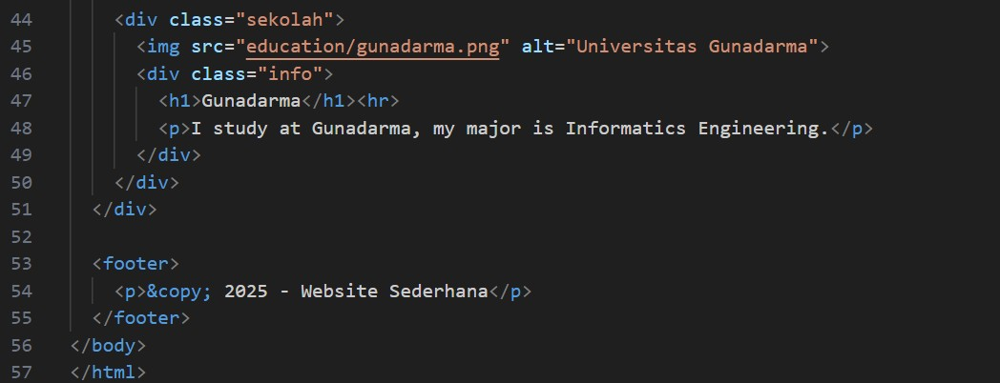 44 <div class="sekolah">
45 <img src="education/gunadarma.png" alt="Universitas Gunadarma">
46 <div class="info">
47 <h1>Gunadarma</h1><hr>
48 <p>I study at Gunadarma, my major is Informatics Engineering.</p>
49 </div>
50 </div>
51 </div>
52
53 <footer>
54 <p>&copy; 2025 - Website Sederhana</p>
55 </footer>
56 </body>
57 </html>